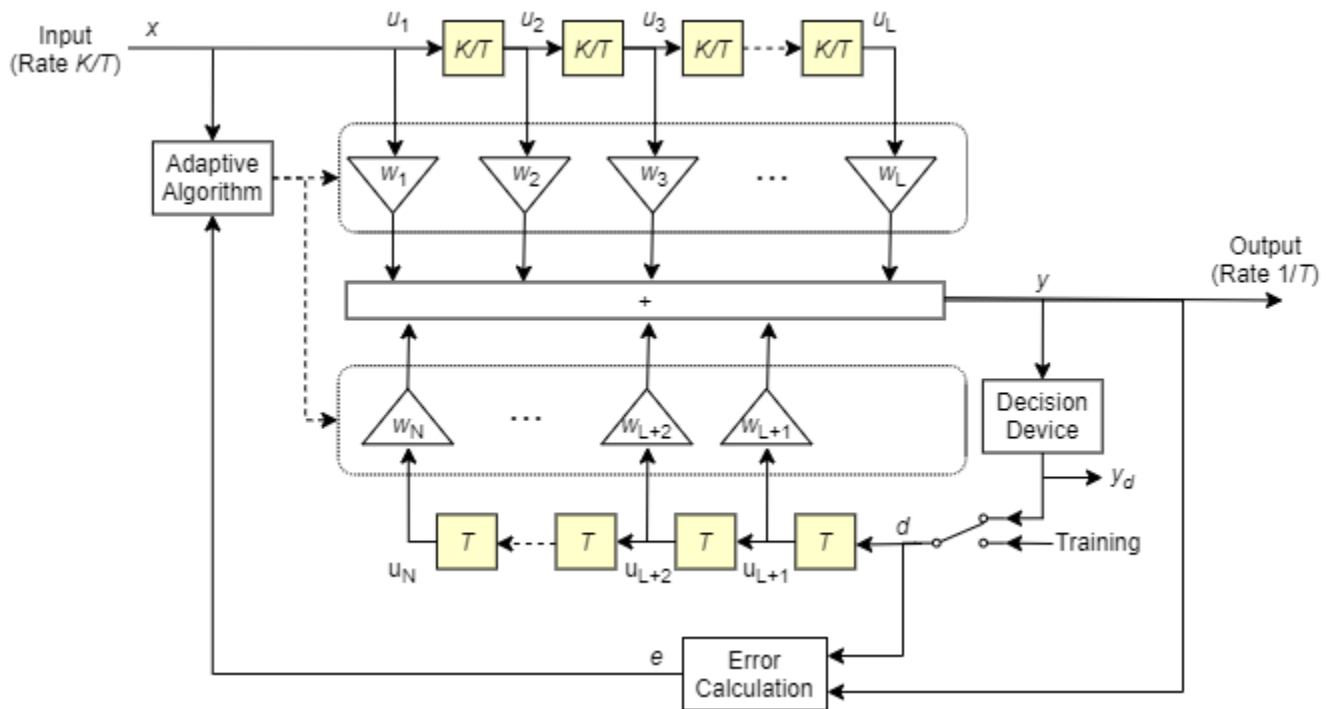 Input
(Rate K/T)
x
u1
K/T
u2
K/T
u3
K/T
K/T
uL
Adaptive
Algorithm
w1
w2
w3
...
wL
+
y
Output
(Rate 1/T)
wN
...
wL+2
wL+1
Decision
Device
yd
T
T
T
T
d
Training
uN
uL+2
uL+1
e
Error
Calculation